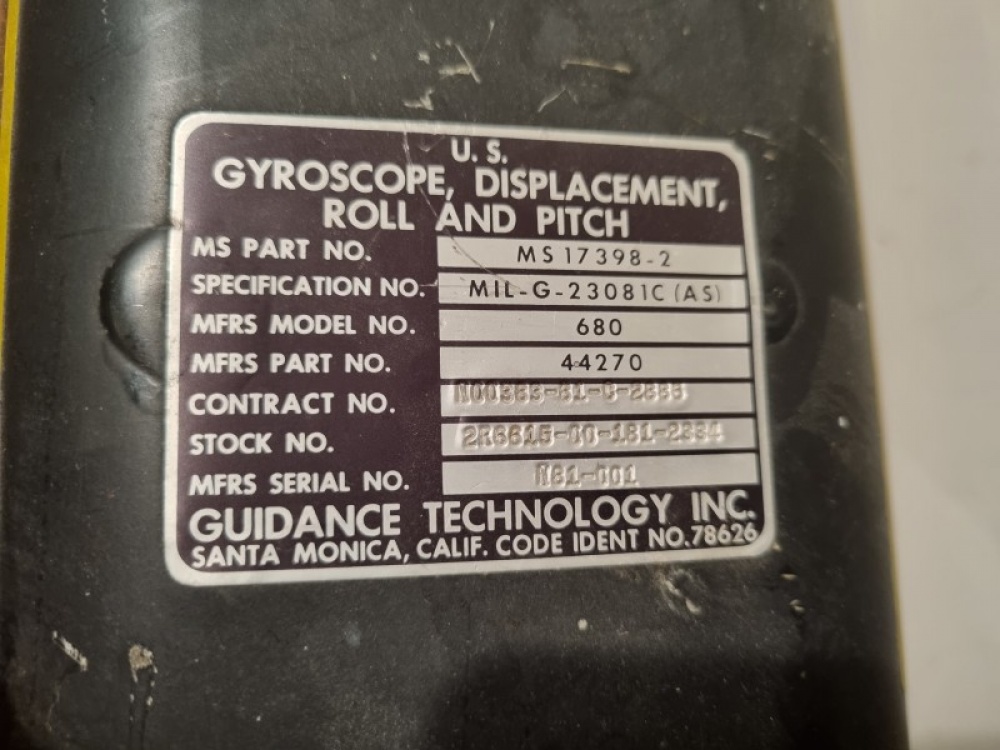 U. S.
GYROSCOPE, DISPLACEMENT,
ROLL AND PITCH
MS PART NO. MS17398-2
SPECIFICATION NO. MIL-G-23081C (AS)
MFRS MODEL NO. 680
MFRS PART NO. 44270
CONTRACT NO.
STOCK NO.
MFRS SERIAL NO. N81-001
GUIDANCE TECHNOLOGY INC.
SANTA MONICA, CALIF. CODE IDENT NO. 78626